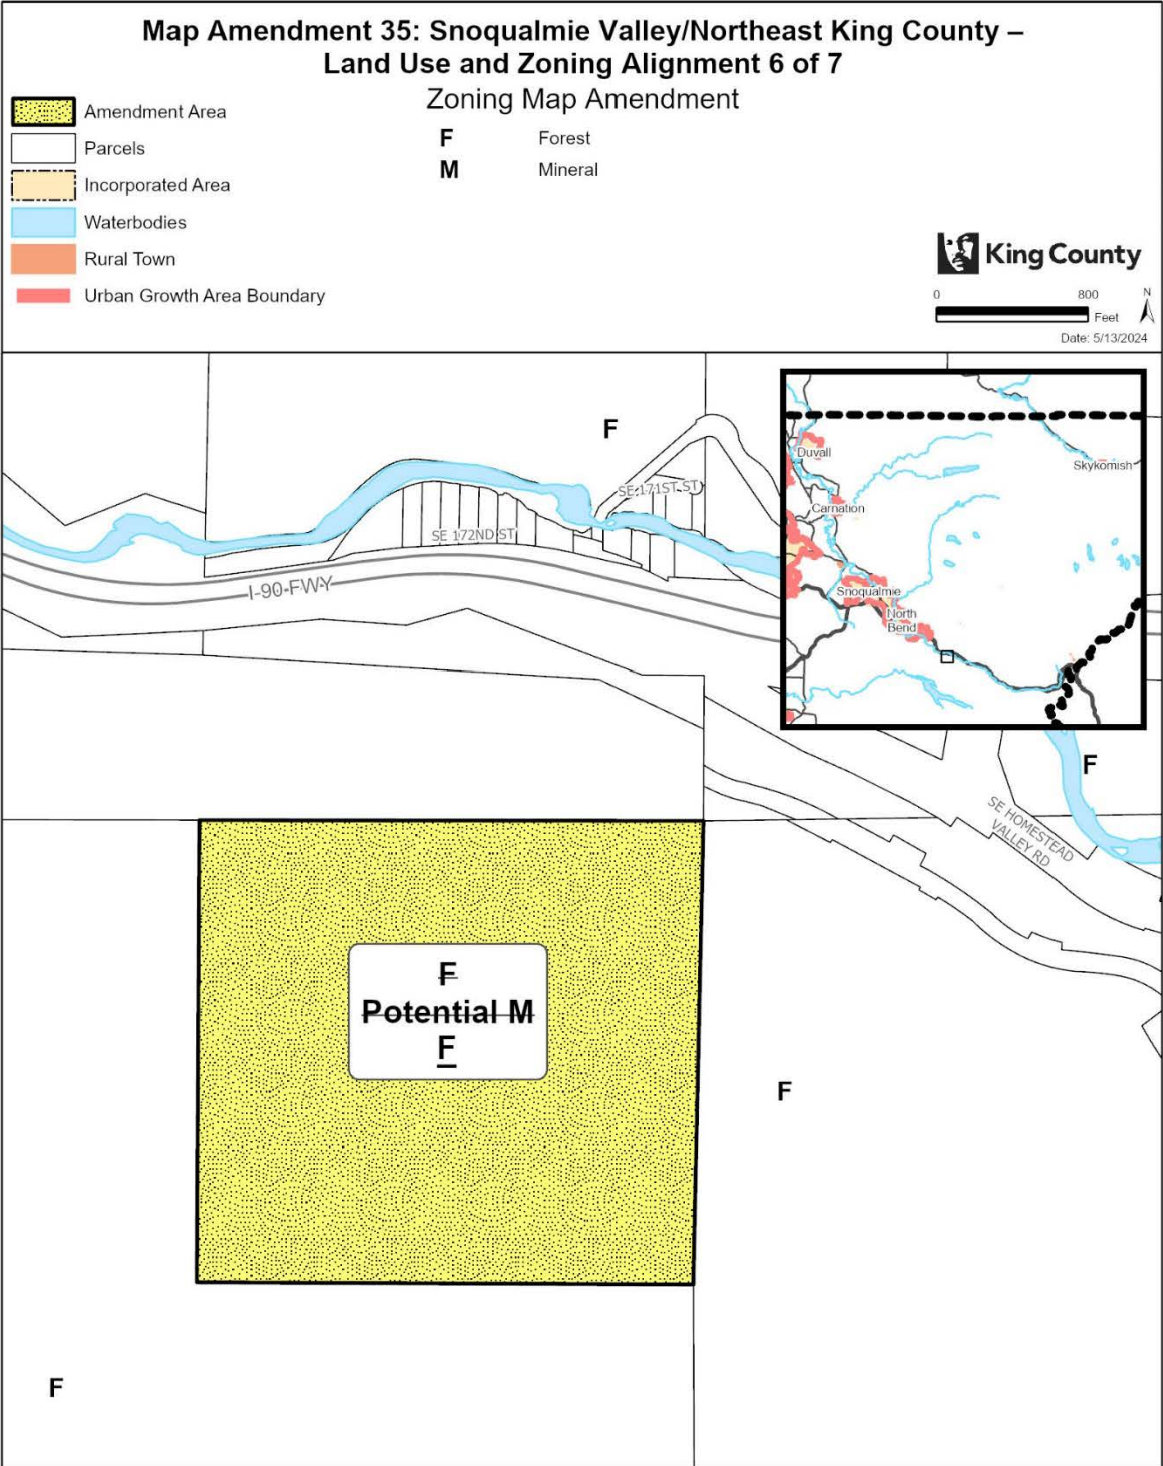 Map Amendment 35: Snoqualmie Valley/Northeast King County –
Land Use and Zoning Alignment 6 of 7
Zoning Map Amendment
Amendment Area
Parcels
Incorporated Area
Waterbodies
Rural Town
Urban Growth Area Boundary
F Forest
M Mineral
King County
0 800
Feet
N
Date: 5/13/2024
F
SE 171ST ST
SE 172ND ST
I-90 FWY
Duvall
Skykomish
Carnation
Snoqualmie
North
Bend
F
SE HOMESTEAD
VALLEY RD
F
Potential M
F
F
F